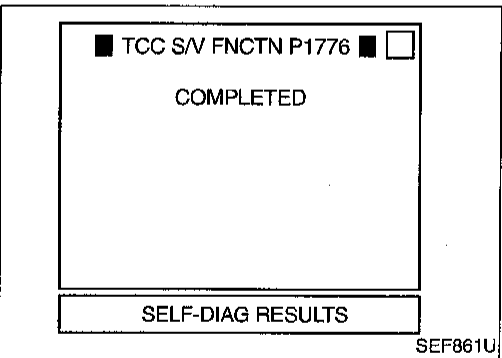 ■ TCC S/V FNCTN P1776 ■
COMPLETED
SELF-DIAG RESULTS
SEF861U